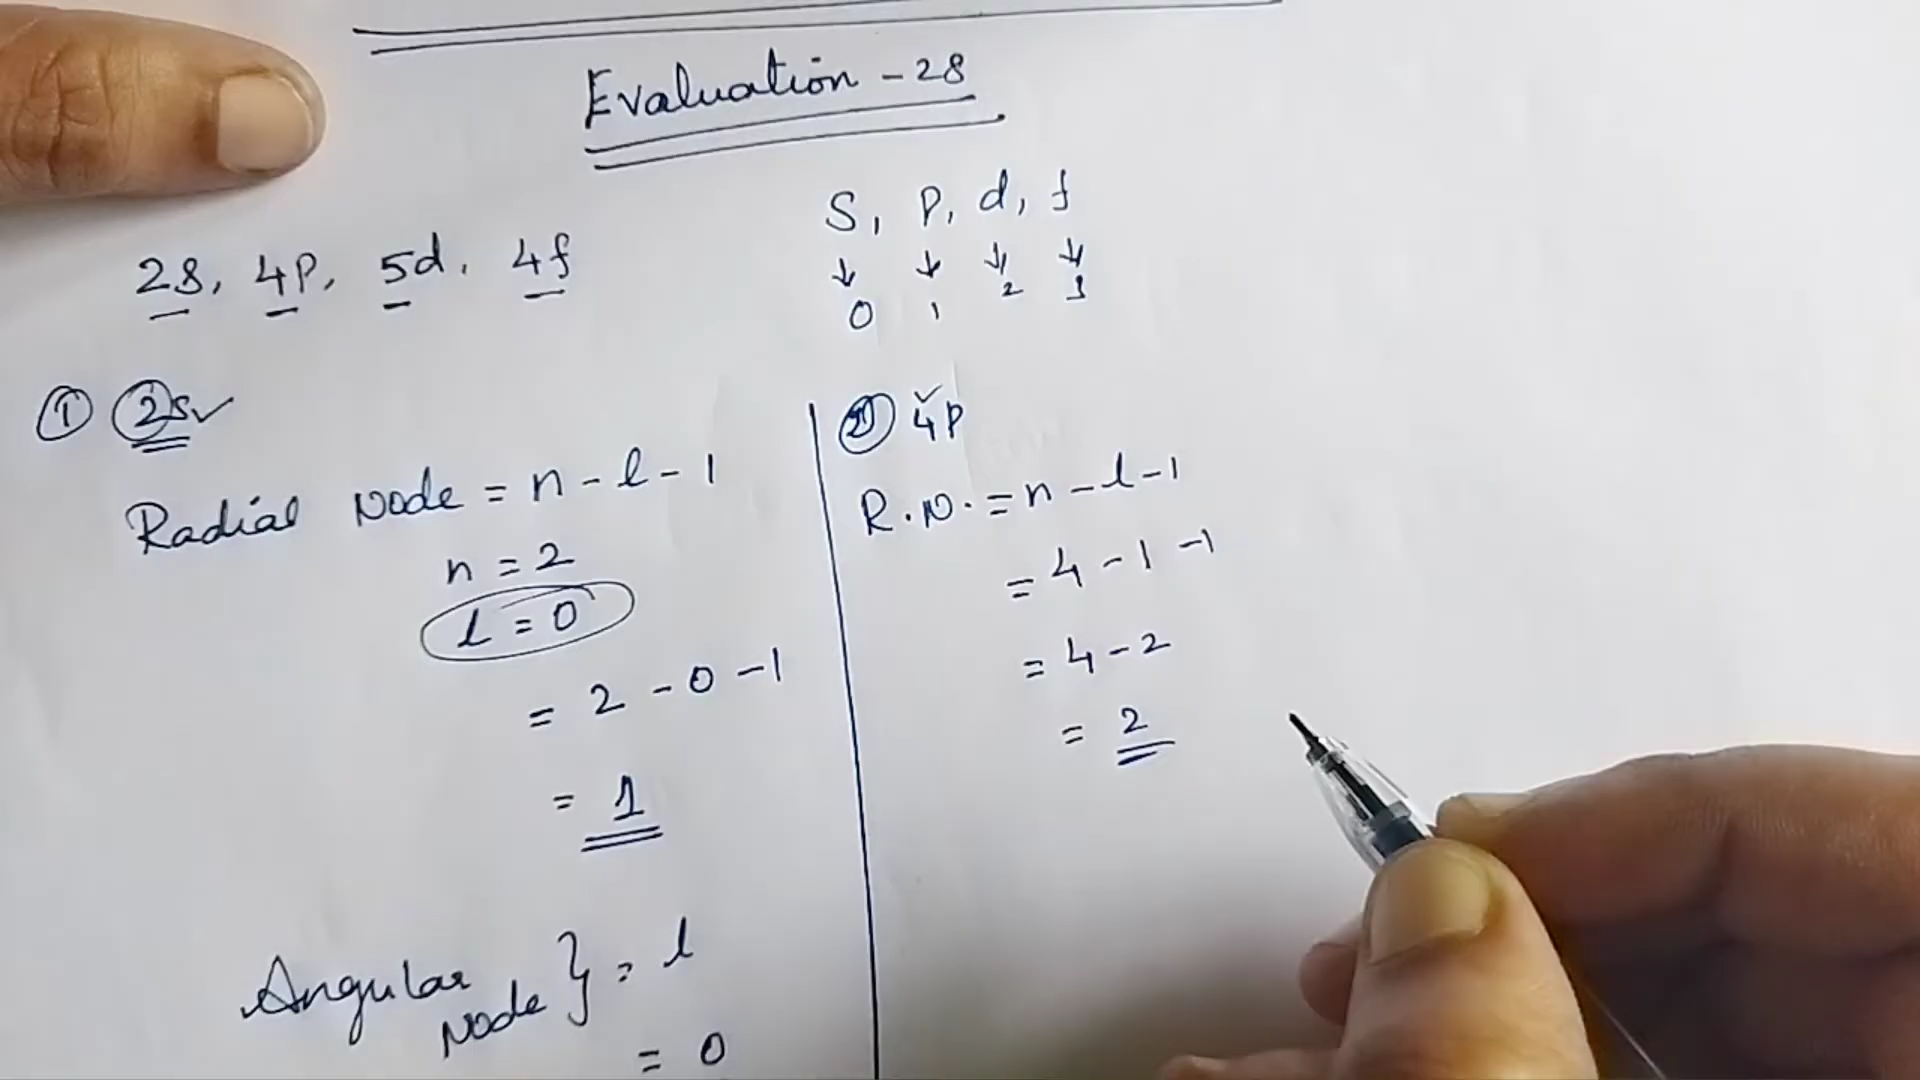 Evaluation - 28
2s, 4p, 5d, 4f
s, p, d, f
↓ ↓ ↓ ↓
0 1 2 3
① 2s✓
Radial Node = n - l - 1
n = 2
l = 0
= 2 - 0 - 1
= 1
Angular
Node } = l
= 0
② 4p
R.N. = n - l - 1
= 4 - 1 - 1
= 4 - 2
= 2